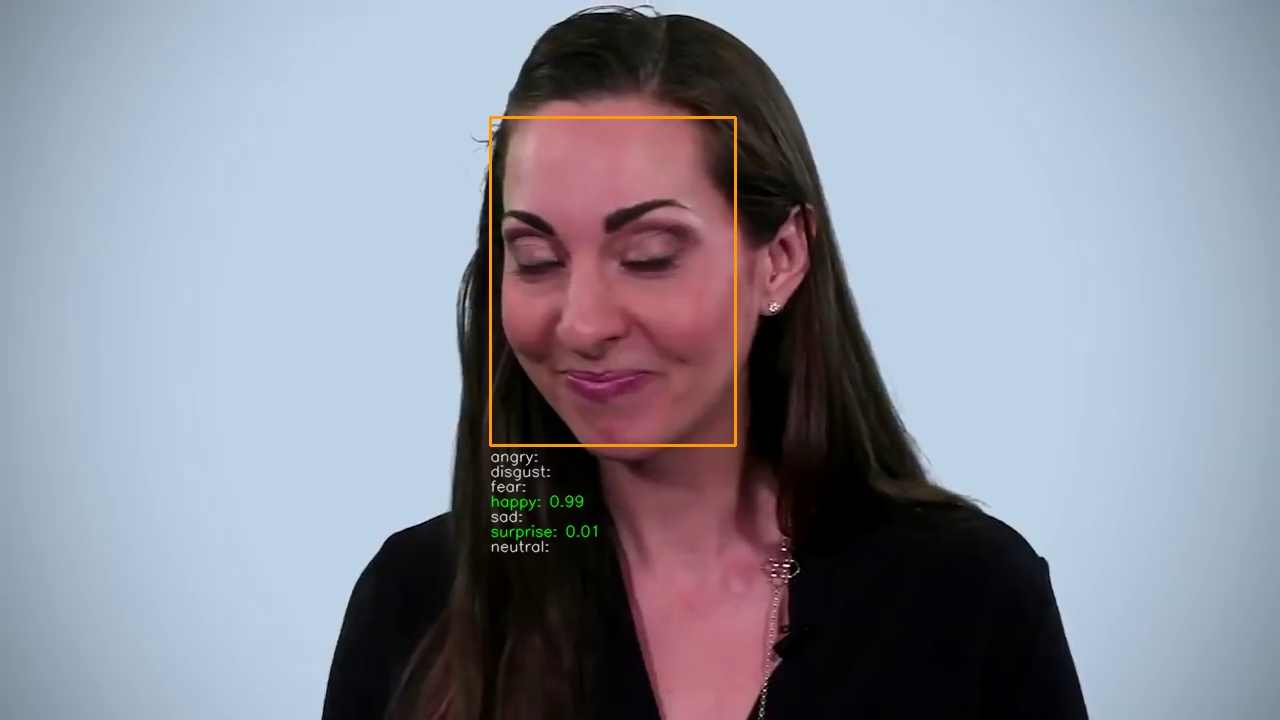 angry:
disgust:
fear:
happy: 0.99
sad:
surprise: 0.01
neutral: